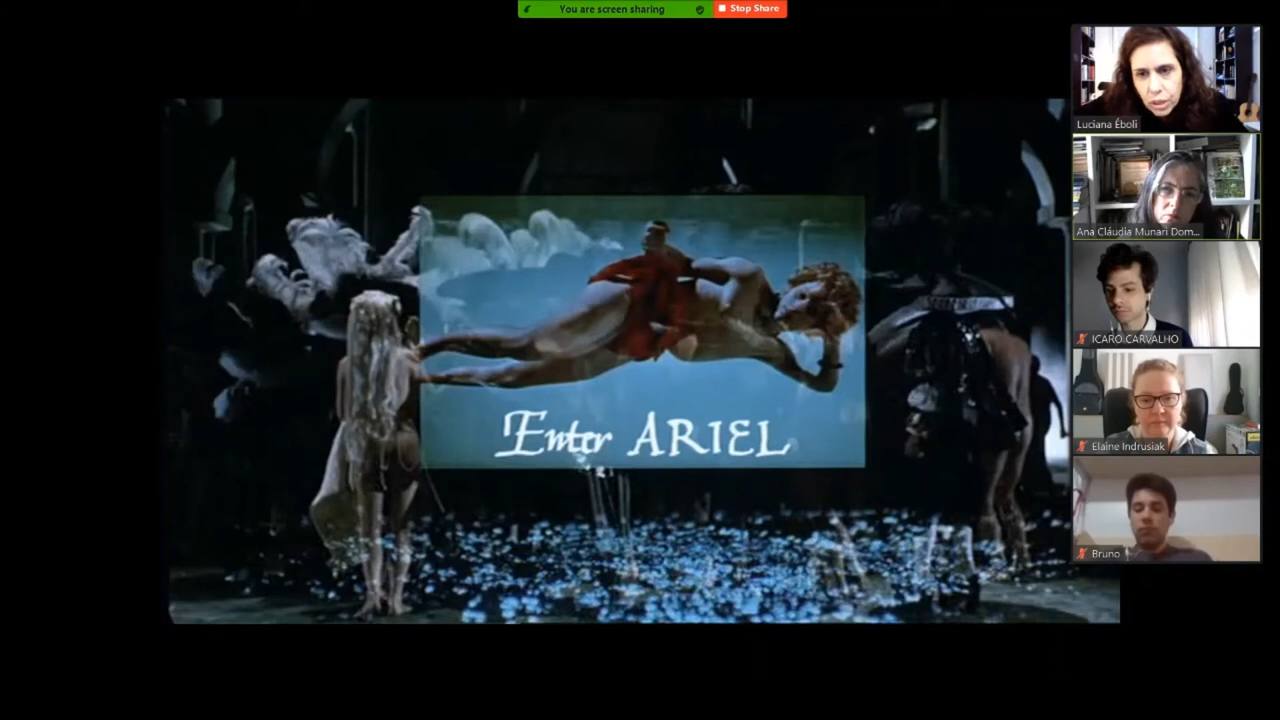 You are screen sharing
Stop Share
Enter ARIEL
Luciana Éboli
Ana Cláudia Munari Dom...
ICARO CARVALHO
Elaine Indrusiak
Bruno